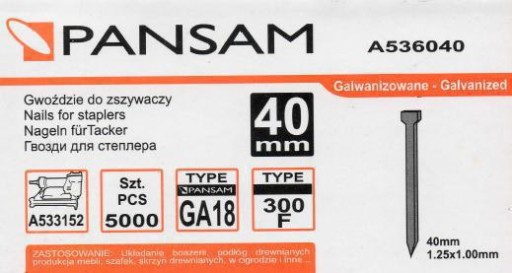 PANSAM
A536040
Galwanizowane - Galvanized
Gwoździe do zszywaczy
Nails for staplers
Nageln fürTacker
Гвозди для степлера
40
mm
A533152
Szt.
PCS
5000
TYPE
PANSAM
GA18
TYPE
300
F
40mm
1.25x1.00mm
ZASTOSOWANIE: Układanie boazerii, podłóg drewnianych
produkcja mebli, szafek, skrzyń drewnianych, w ogrodzie i inne...